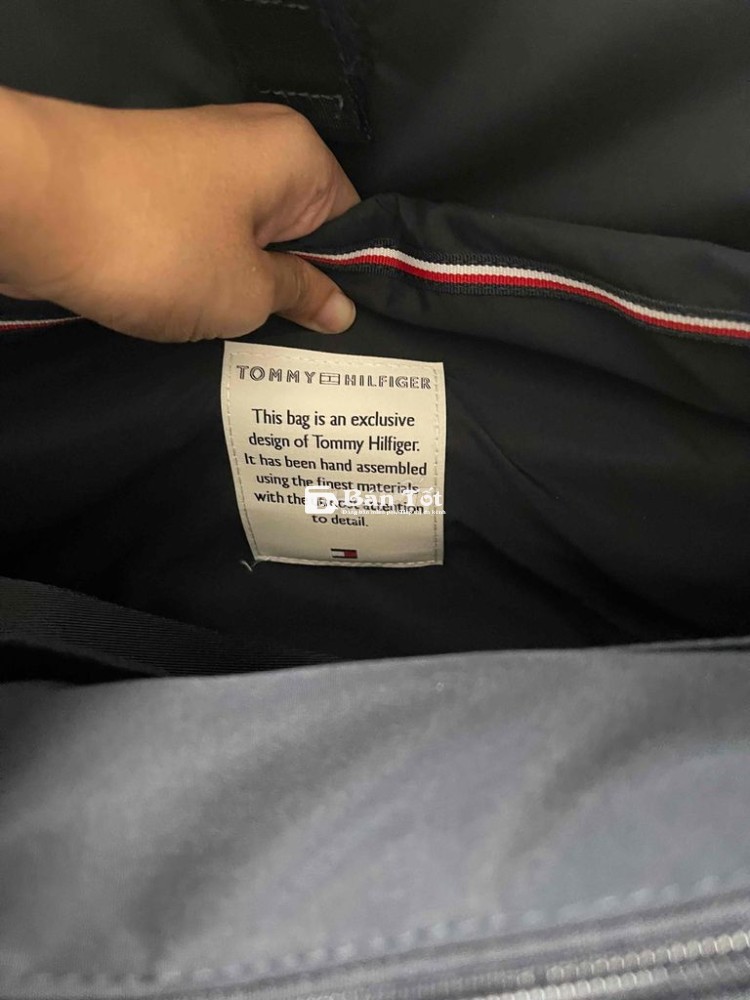 TOMMY HILFIGER
This bag is an exclusive
design of Tommy Hilfiger.
It has been hand assembled
using the finest materials
with the attention
to detail.
Bán Tốt